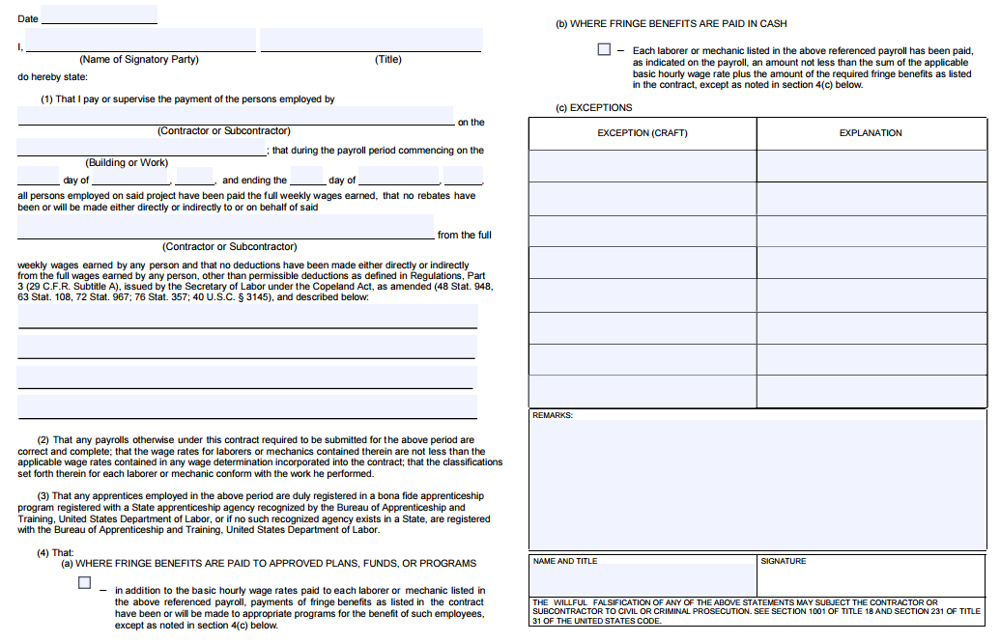 Date
I,
(Name of Signatory Party) (Title)
do hereby state:
(1) That I pay or supervise the payment of the persons employed by
on the
(Contractor or Subcontractor)
; that during the payroll period commencing on the
(Building or Work)
day of , , and ending the day of , ,
all persons employed on said project have been paid the full weekly wages earned, that no rebates have
been or will be made either directly or indirectly to or on behalf of said
from the full
(Contractor or Subcontractor)
weekly wages earned by any person and that no deductions have been made either directly or indirectly
from the full wages earned by any person, other than permissible deductions as defined in Regulations, Part
3 (29 C.F.R. Subtitle A), issued by the Secretary of Labor under the Copeland Act, as amended (48 Stat. 948,
63 Stat. 108, 72 Stat. 967; 76 Stat. 357; 40 U.S.C. § 3145), and described below:
(2) That any payrolls otherwise under this contract required to be submitted for the above period are
correct and complete; that the wage rates for laborers or mechanics contained therein are not less than the
applicable wage rates contained in any wage determination incorporated into the contract; that the classifications
set forth therein for each laborer or mechanic conform with the work he performed.
(3) That any apprentices employed in the above period are duly registered in a bona fide apprenticeship
program registered with a State apprenticeship agency recognized by the Bureau of Apprenticeship and
Training, United States Department of Labor, or if no such recognized agency exists in a State, are registered
with the Bureau of Apprenticeship and Training, United States Department of Labor.
(4) That:
(a) WHERE FRINGE BENEFITS ARE PAID TO APPROVED PLANS, FUNDS, OR PROGRAMS
– in addition to the basic hourly wage rates paid to each laborer or mechanic listed in
the above referenced payroll, payments of fringe benefits as listed in the contract
have been or will be made to appropriate programs for the benefit of such employees,
except as noted in section 4(c) below.
(b) WHERE FRINGE BENEFITS ARE PAID IN CASH
– Each laborer or mechanic listed in the above referenced payroll has been paid,
as indicated on the payroll, an amount not less than the sum of the applicable
basic hourly wage rate plus the amount of the required fringe benefits as listed
in the contract, except as noted in section 4(c) below.
(c) EXCEPTIONS
EXCEPTION (CRAFT) EXPLANATION
REMARKS:
NAME AND TITLE SIGNATURE
THE WILLFUL FALSIFICATION OF ANY OF THE ABOVE STATEMENTS MAY SUBJECT THE CONTRACTOR OR
SUBCONTRACTOR TO CIVIL OR CRIMINAL PROSECUTION. SEE SECTION 1001 OF TITLE 18 AND SECTION 231 OF TITLE
31 OF THE UNITED STATES CODE.